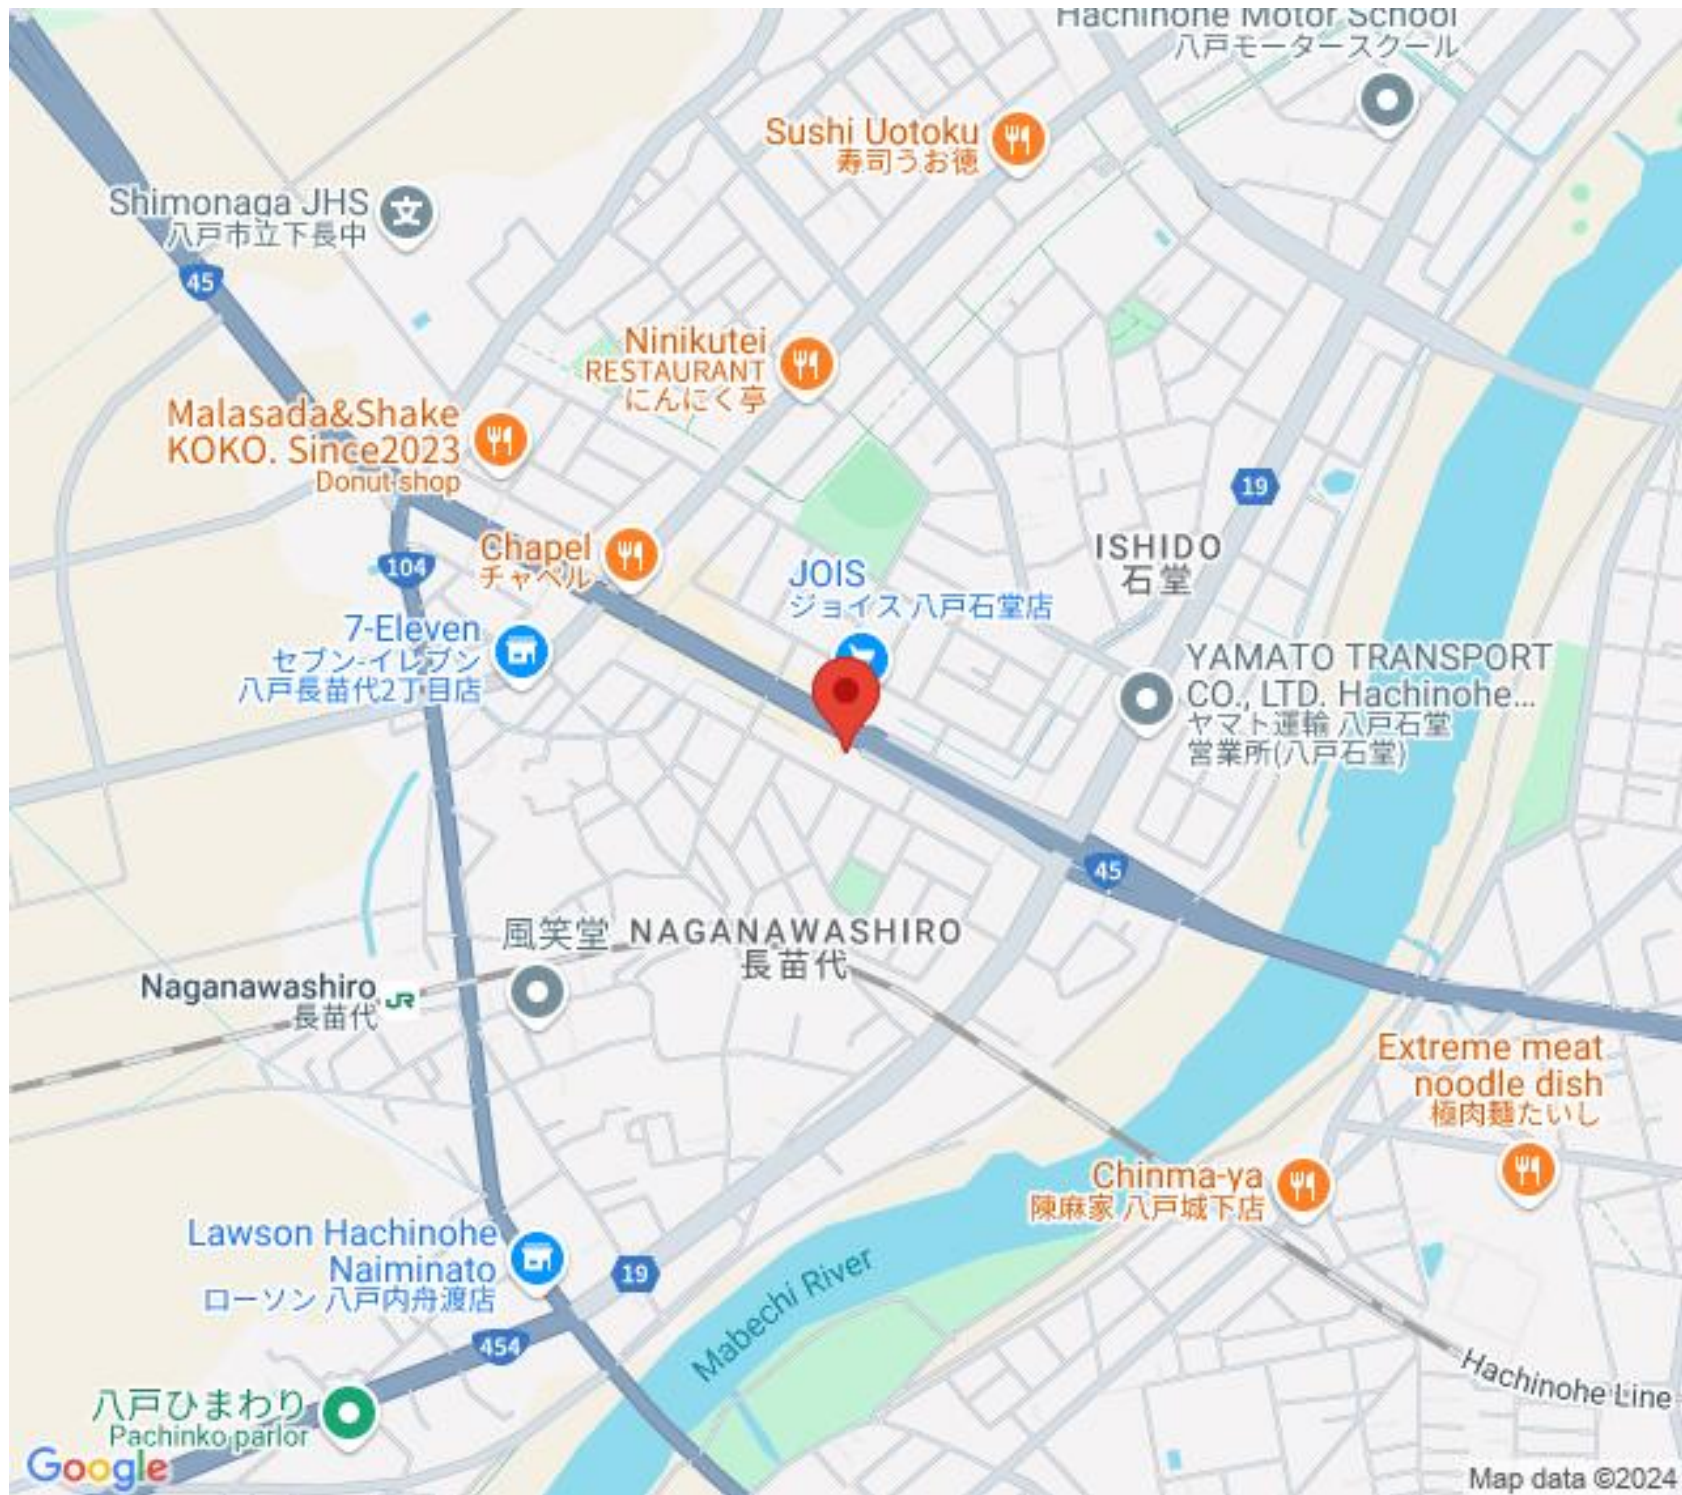 Hachinohe Motor School
八戸モータースクール
Sushi Uotoku
寿司うお徳
Shimonaga JHS
八戸市立下長中
45
Ninikutei
RESTAURANT
にんにく亭
Malasada&Shake
KOKO. Since2023
Donut shop
19
Chapel
チャペル
104
ISHIDO
石堂
JOIS
ジョイス 八戸石堂店
7-Eleven
セブン-イレブン
八戸長苗代2丁目店
YAMATO TRANSPORT
CO., LTD. Hachinohe...
ヤマト運輸 八戸石堂
営業所(八戸石堂)
45
風笑堂
NAGANAWASHIRO
長苗代
Naganawashiro
長苗代
JR
Extreme meat
noodle dish
極肉麺たいし
Chinma-ya
陳麻家 八戸城下店
Lawson Hachinohe
Naiminato
ローソン 八戸内舟渡店
19
Mabechi River
454
Hachinohe Line
八戸ひまわり
Pachinko parlor
Google
Map data ©2024